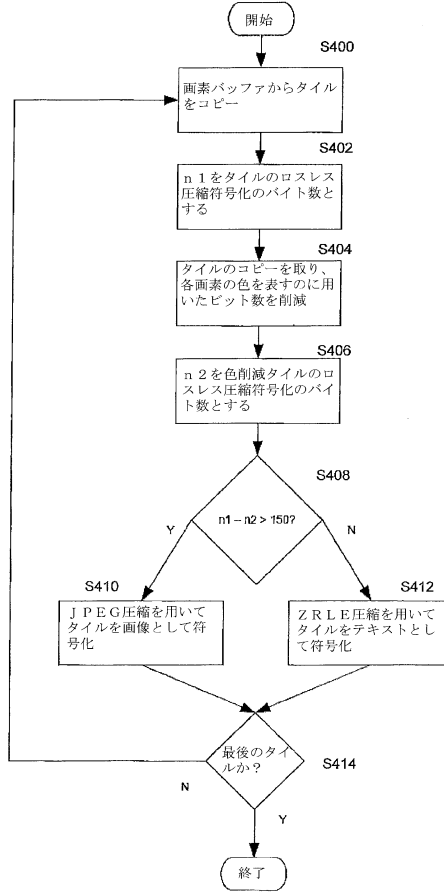 開始
S400
画素バッファからタイル
をコピー
S402
ｎ１をタイルのロスレス
圧縮符号化のバイト数と
する
S404
タイルのコピーを取り、
各画素の色を表すのに用
いたビット数を削減
S406
ｎ２を色削減タイルのロ
スレス圧縮符号化のバイ
ト数とする
S408
n1－n2 > 150?
Y
N
S410
ＪＰＥＧ圧縮を用いて
タイルを画像として符
号化
S412
ＺＲＬＥ圧縮を用いて
タイルをテキストとし
て符号化
最後のタイ
ルか？
S414
N
Y
終了